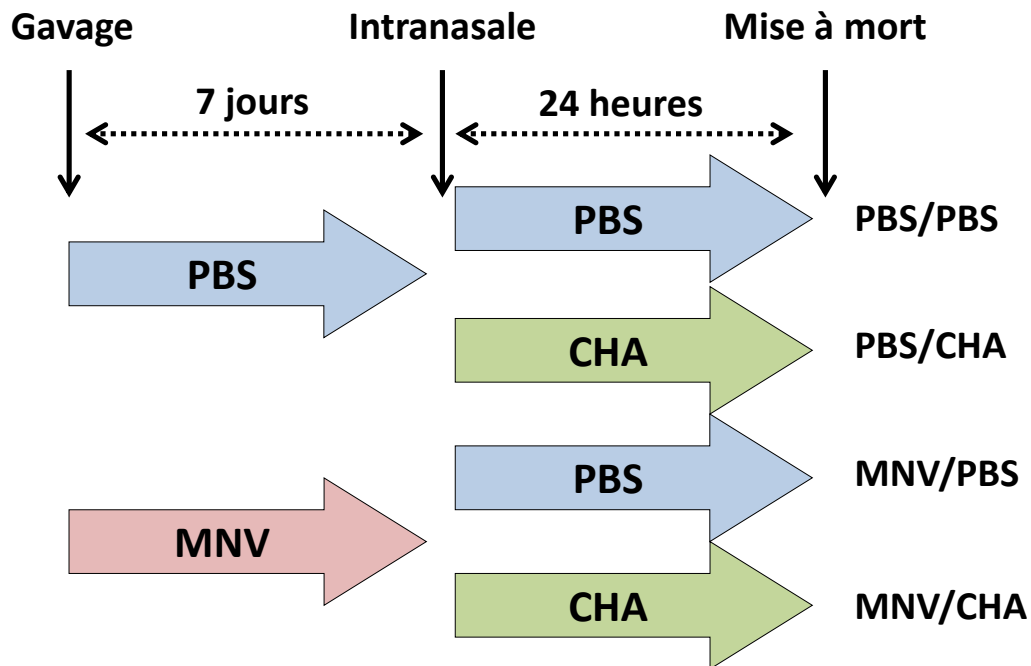 Gavage
Intranasale
Mise à mort
7 jours
24 heures
PBS
PBS/PBS
PBS
CHA
PBS/CHA
PBS
MNV/PBS
MNV
CHA
MNV/CHA